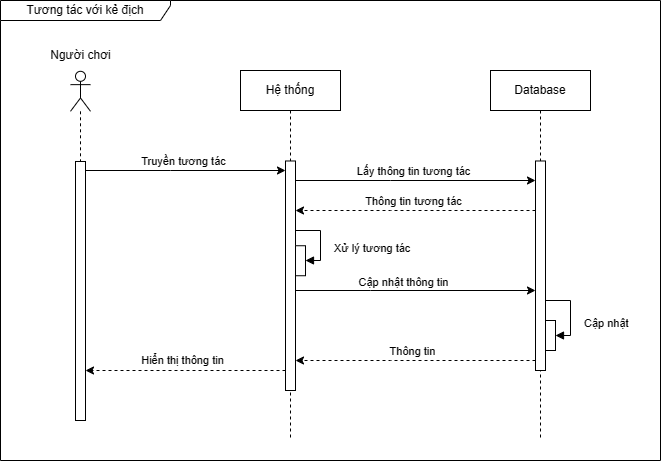 Tương tác với kẻ địch
Người chơi
Hệ thống
Database
Truyền tương tác
Lấy thông tin tương tác
Thông tin tương tác
Xử lý tương tác
Cập nhật thông tin
Cập nhật
Thông tin
Hiển thị thông tin